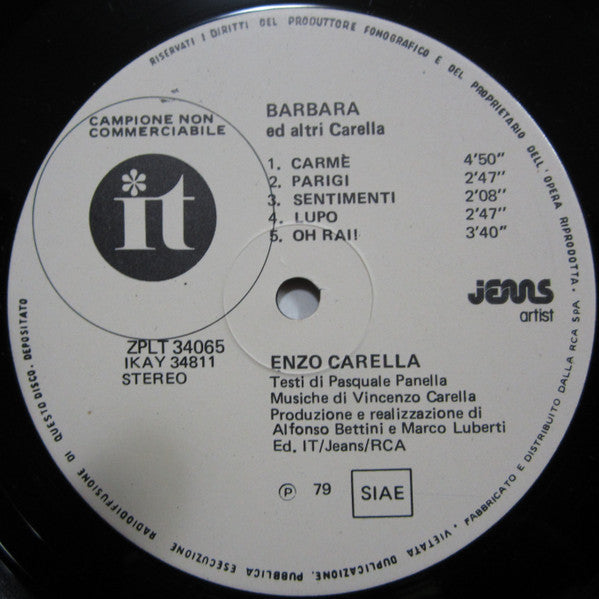 RISERVATI I DIRITTI DEL PRODUTTORE FONOGRAFICO E DEL PROPRIETARIO DELL'OPERA RIPRODOTTA.
CAMPIONE NON
COMMERCIABILE
it
BARBARA
ed altri Carella
1. CARMÈ 4'50"
2. PARIGI 2'47"
3. SENTIMENTI 2'08"
4. LUPO 2'47"
5. OH RAI! 3'40"
JEANS
artist
ZPLT 34065
IKAY 34811
STEREO
ENZO CARELLA
Testi di Pasquale Panella
Musiche di Vincenzo Carella
Produzione e realizzazione di
Alfonso Bettini e Marco Luberti
Ed. IT/Jeans/RCA
Ⓟ 79 SIAE
FABBRICATO E DISTRIBUITO DALLA RCA SPA
VIETATA DUPLICAZIONE, PUBBLICA ESECUZIONE RADIODIFFUSIONE DI QUESTO DISCO. DEPOSITATO